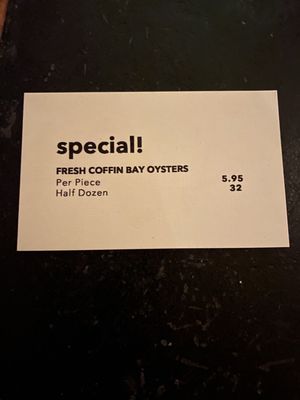 special!
FRESH COFFIN BAY OYSTERS
Per Piece 5.95
Half Dozen 32